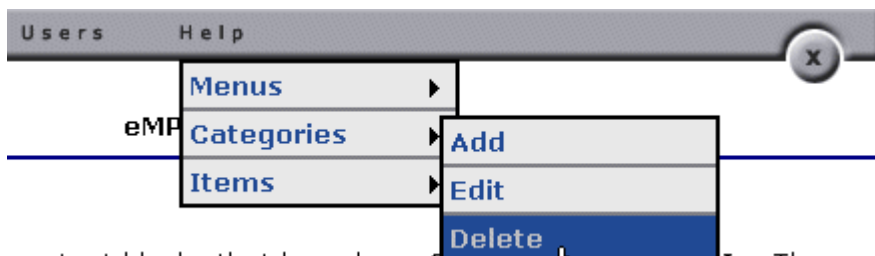 Users Help
x
Menus
eMP
Categories
Add
Items
Edit
Delete